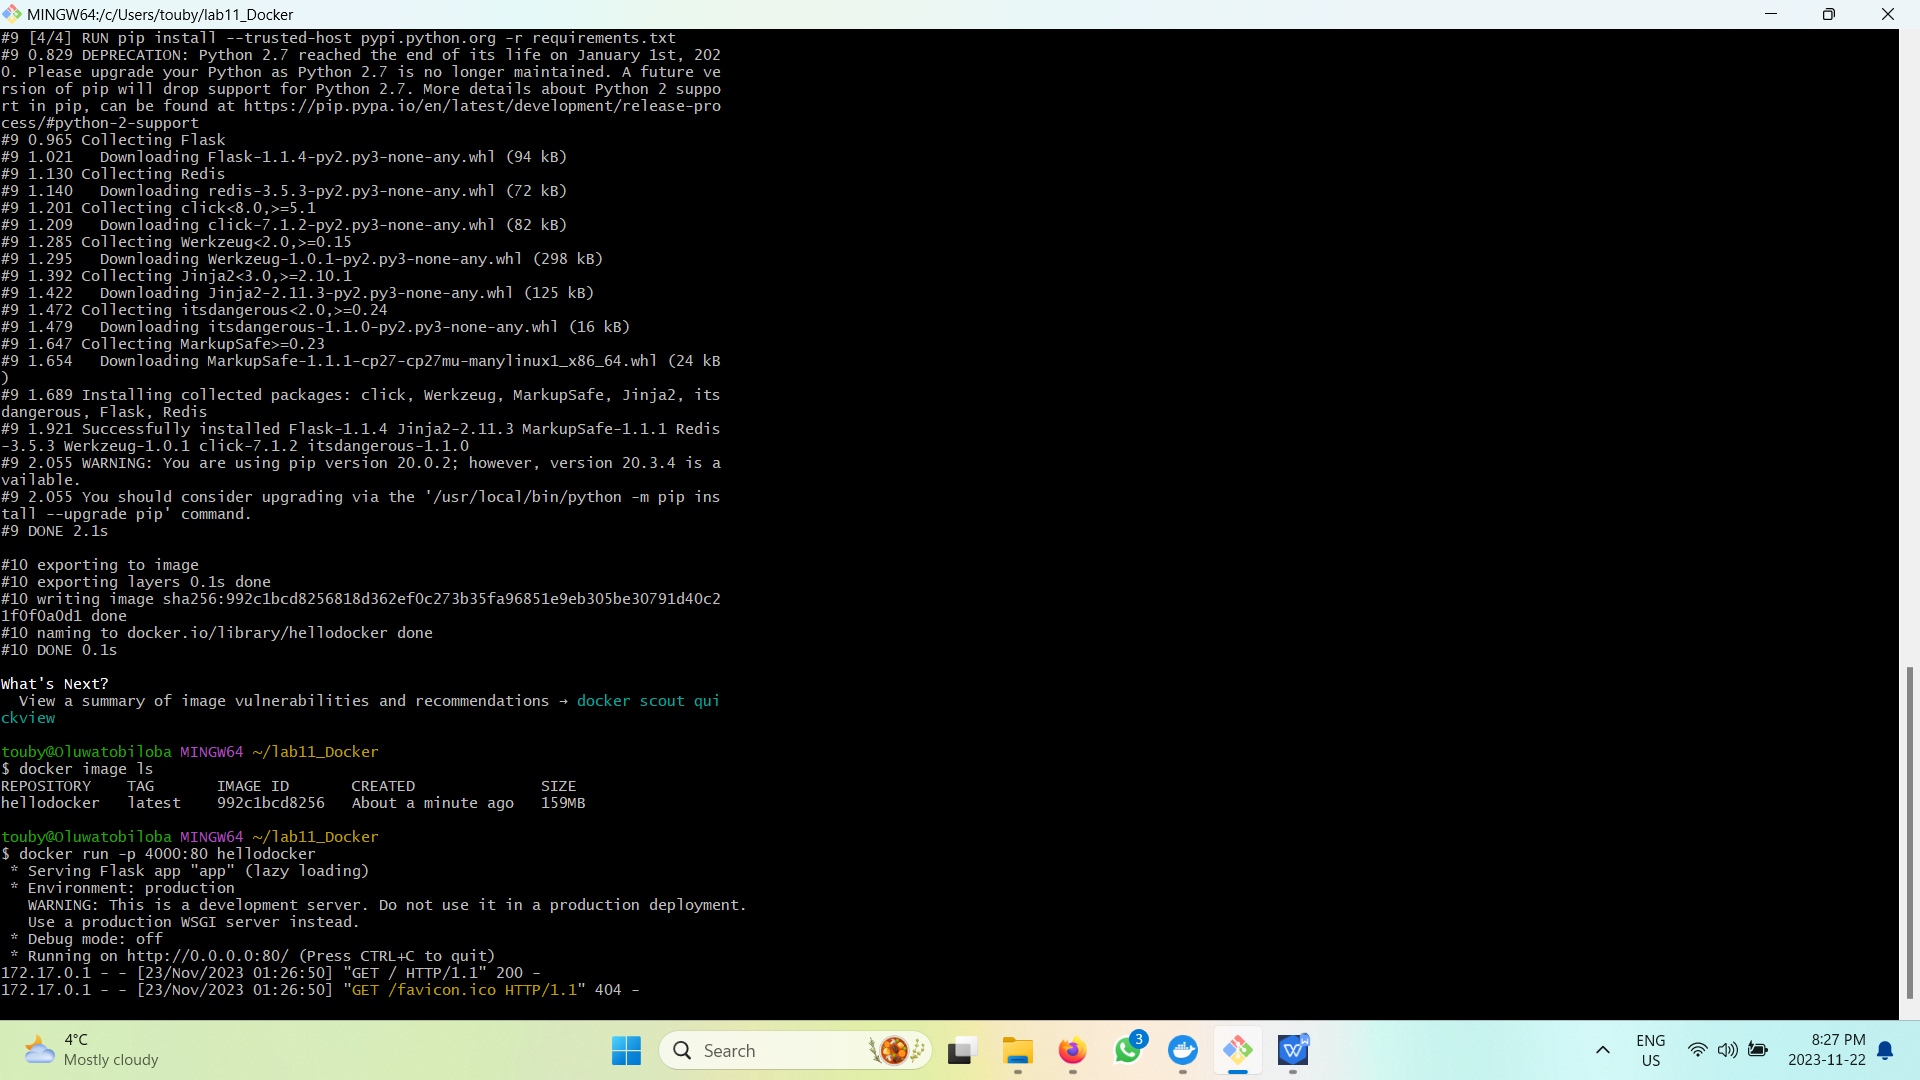 MINGW64:/c/Users/touby/lab11_Docker
#9 [4/4] RUN pip install --trusted-host pypi.python.org -r requirements.txt
#9 0.829 DEPRECATION: Python 2.7 reached the end of its life on January 1st, 202
0. Please upgrade your Python as Python 2.7 is no longer maintained. A future ve
rsion of pip will drop support for Python 2.7. More details about Python 2 suppo
rt in pip, can be found at https://pip.pypa.io/en/latest/development/release-pro
cess/#python-2-support
#9 0.965 Collecting Flask
#9 1.021   Downloading Flask-1.1.4-py2.py3-none-any.whl (94 kB)
#9 1.130 Collecting Redis
#9 1.140   Downloading redis-3.5.3-py2.py3-none-any.whl (72 kB)
#9 1.201 Collecting click<8.0,>=5.1
#9 1.209   Downloading click-7.1.2-py2.py3-none-any.whl (82 kB)
#9 1.285 Collecting Werkzeug<2.0,>=0.15
#9 1.295   Downloading Werkzeug-1.0.1-py2.py3-none-any.whl (298 kB)
#9 1.392 Collecting Jinja2<3.0,>=2.10.1
#9 1.422   Downloading Jinja2-2.11.3-py2.py3-none-any.whl (125 kB)
#9 1.472 Collecting itsdangerous<2.0,>=0.24
#9 1.479   Downloading itsdangerous-1.1.0-py2.py3-none-any.whl (16 kB)
#9 1.647 Collecting MarkupSafe>=0.23
#9 1.654   Downloading MarkupSafe-1.1.1-cp27-cp27mu-manylinux1_x86_64.whl (24 kB
)
#9 1.689 Installing collected packages: click, Werkzeug, MarkupSafe, Jinja2, its
dangerous, Flask, Redis
#9 1.921 Successfully installed Flask-1.1.4 Jinja2-2.11.3 MarkupSafe-1.1.1 Redis
-3.5.3 Werkzeug-1.0.1 click-7.1.2 itsdangerous-1.1.0
#9 2.055 WARNING: You are using pip version 20.0.2; however, version 20.3.4 is a
vailable.
#9 2.055 You should consider upgrading via the '/usr/local/bin/python -m pip ins
tall --upgrade pip' command.
#9 DONE 2.1s
#10 exporting to image
#10 exporting layers 0.1s done
#10 writing image sha256:992c1bcd8256818d362ef0c273b35fa96851e9eb305be30791d40c2
1f0f0a0d1 done
#10 naming to docker.io/library/hellodocker done
#10 DONE 0.1s
What's Next?
  View a summary of image vulnerabilities and recommendations → docker scout qui
ckview
touby@Oluwatobiloba MINGW64 ~/lab11_Docker
$ docker image ls
REPOSITORY    TAG       IMAGE ID       CREATED              SIZE
hellodocker   latest    992c1bcd8256   About a minute ago   159MB
touby@Oluwatobiloba MINGW64 ~/lab11_Docker
$ docker run -p 4000:80 hellodocker
 * Serving Flask app "app" (lazy loading)
 * Environment: production
   WARNING: This is a development server. Do not use it in a production deployment.
   Use a production WSGI server instead.
 * Debug mode: off
 * Running on http://0.0.0.0:80/ (Press CTRL+C to quit)
172.17.0.1 - - [23/Nov/2023 01:26:50] "GET / HTTP/1.1" 200 -
172.17.0.1 - - [23/Nov/2023 01:26:50] "GET /favicon.ico HTTP/1.1" 404 -
4°C
Mostly cloudy
Search
3
W
ENG
US
8:27 PM
2023-11-22